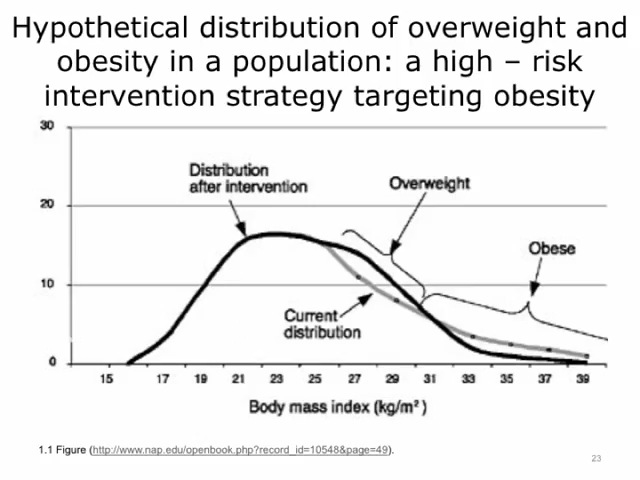 Hypothetical distribution of overweight and
obesity in a population: a high – risk
intervention strategy targeting obesity
30
Distribution
after intervention
Overweight
20
Obese
10
Current
distribution
0
15 17 19 21 23 25 27 29 31 33 35 37 39
Body mass index (kg/m²)
1.1 Figure (http://www.nap.edu/openbook.php?record_id=10548&page=49).
23